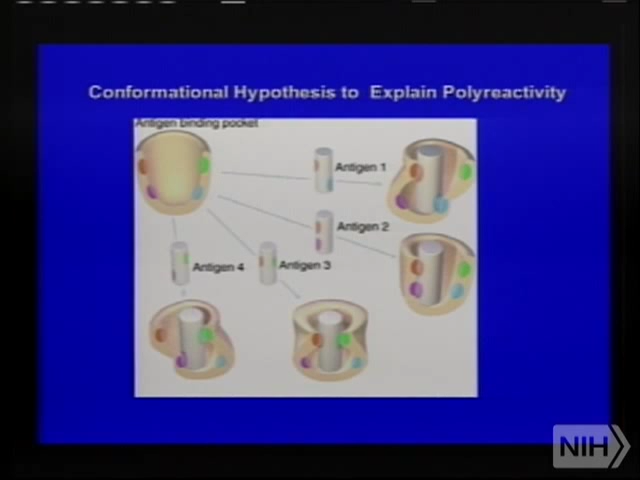 Conformational Hypothesis to Explain Polyreactivity
Antigen binding pocket
Antigen 1
Antigen 2
Antigen 4
Antigen 3
NIH